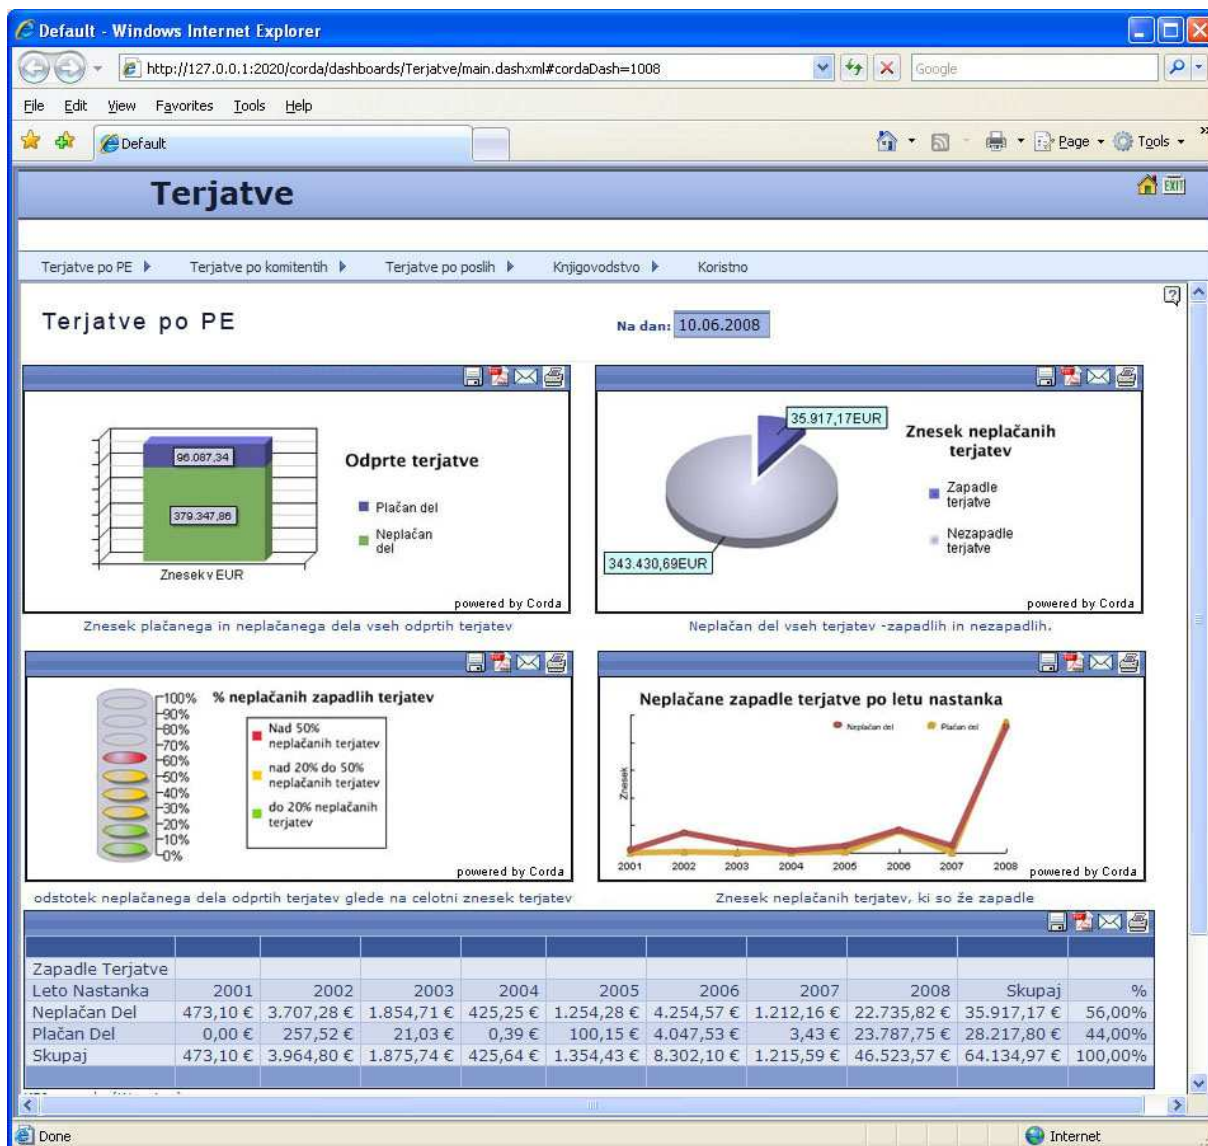 Default - Windows Internet Explorer
http://127.0.0.1:2020/corda/dashboards/Terjatve/main.dashxml#cordaDash=1008
Google
File Edit View Favorites Tools Help
Default
Page Tools »
Terjatve
EXIT
Terjatve po PE Terjatve po komitentih Terjatve po poslih Knjigovodstvo Koristno
Terjatve po PE
Na dan: 10.06.2008
96.087,34
379.347,86
Znesek v EUR
Odprte terjatve
Plačan del
Neplačan
del
powered by Corda
Znesek plačanega in neplačanega dela vseh odprtih terjatev
35.917,17EUR
343.430,69EUR
Znesek neplačanih
terjatev
Zapadle
terjatve
Nezapadle
terjatve
powered by Corda
Neplačan del vseh terjatev -zapadlih in nezapadlih.
% neplačanih zapadlih terjatev
100%
90%
80%
70%
60%
50%
40%
30%
20%
10%
0%
Nad 50%
neplačanih terjatev
nad 20% do 50%
neplačanih terjatev
do 20% neplačanih
terjatev
powered by Corda
odstotek neplačanega dela odprtih terjatev glede na celotni znesek terjatev
Neplačane zapadle terjatve po letu nastanka
Neplačan del Plačan del
Znesek
2001 2002 2003 2004 2005 2006 2007 2008
powered by Corda
Znesek neplačanih terjatev, ki so že zapadle
Zapadle Terjatve
Leto Nastanka 2001 2002 2003 2004 2005 2006 2007 2008 Skupaj %
Neplačan Del 473,10 € 3.707,28 € 1.854,71 € 425,25 € 1.254,28 € 4.254,57 € 1.212,16 € 22.735,82 € 35.917,17 € 56,00%
Plačan Del 0,00 € 257,52 € 21,03 € 0,39 € 100,15 € 4.047,53 € 3,43 € 23.787,75 € 28.217,80 € 44,00%
Skupaj 473,10 € 3.964,80 € 1.875,74 € 425,64 € 1.354,43 € 8.302,10 € 1.215,59 € 46.523,57 € 64.134,97 € 100,00%
Done
Internet